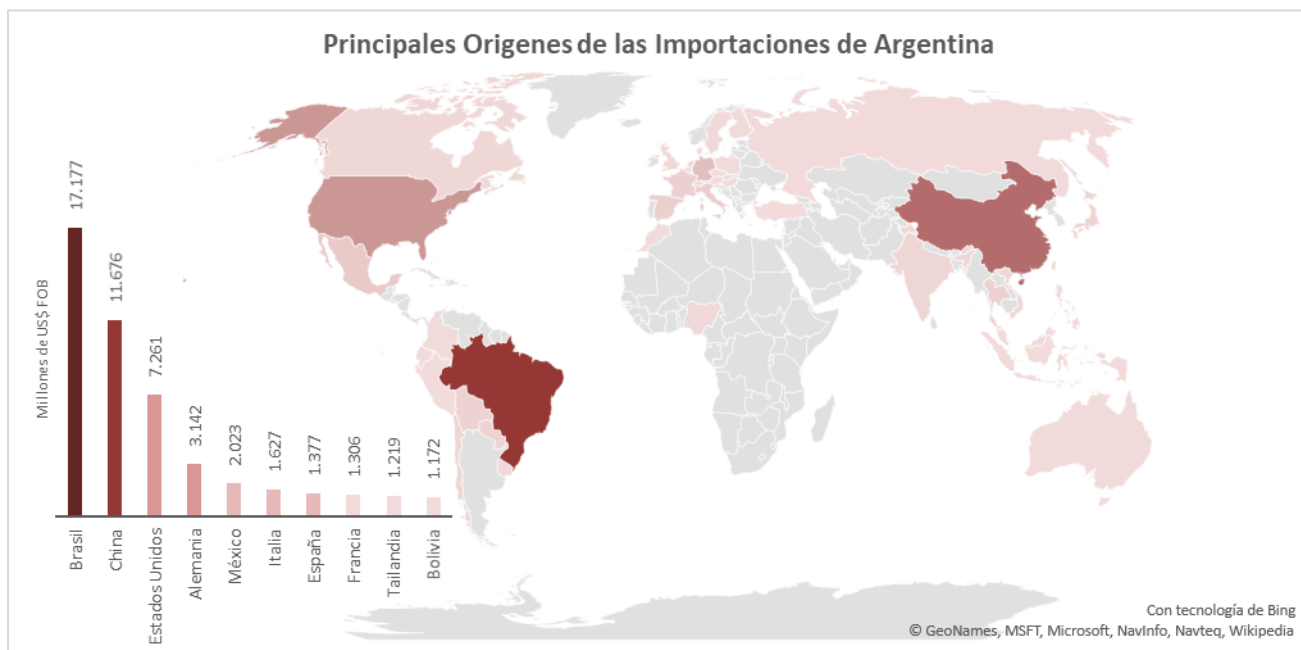 Principales Origenes de las Importaciones de Argentina
Millones de US$ FOB
17.177
11.676
7.261
3.142
2.023
1.627
1.377
1.306
1.219
1.172
Brasil
China
Estados Unidos
Alemania
México
Italia
España
Francia
Tailandia
Bolivia
Con tecnología de Bing
© GeoNames, MSFT, Microsoft, NavInfo, Navteq, Wikipedia